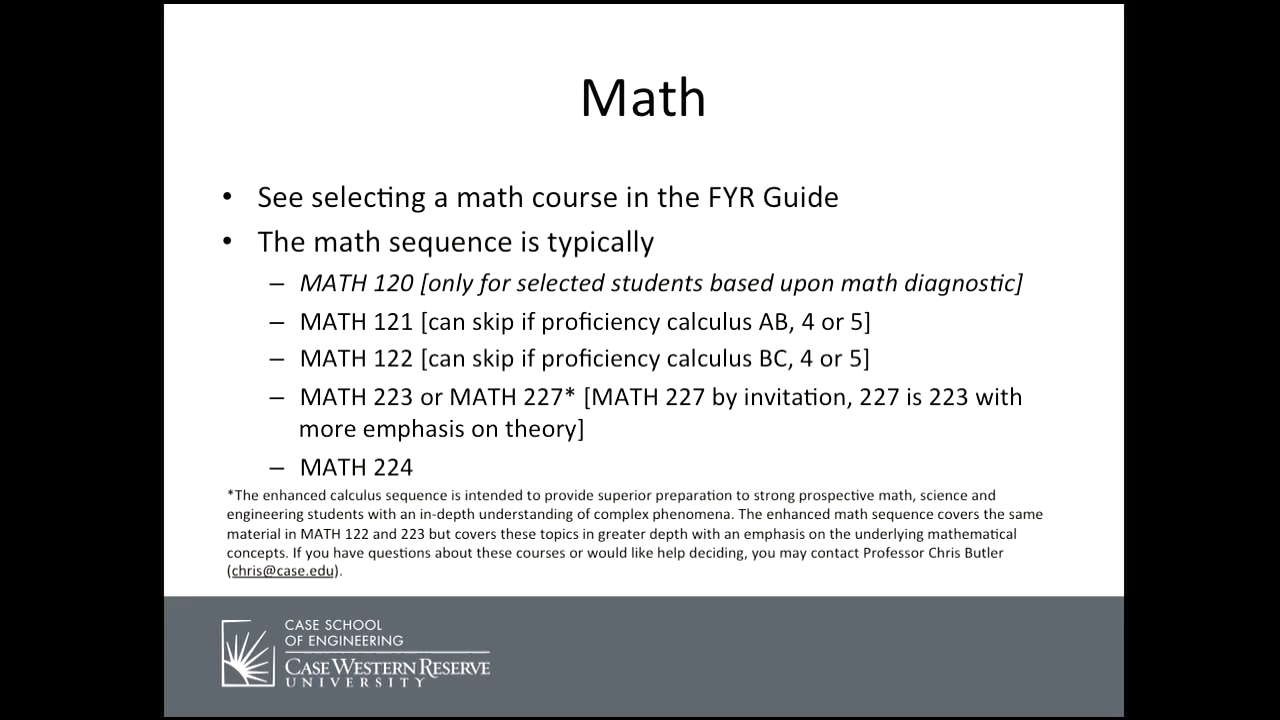 Math
• See selecting a math course in the FYR Guide
• The math sequence is typically
– MATH 120 [only for selected students based upon math diagnostic]
– MATH 121 [can skip if proficiency calculus AB, 4 or 5]
– MATH 122 [can skip if proficiency calculus BC, 4 or 5]
– MATH 223 or MATH 227* [MATH 227 by invitation, 227 is 223 with
more emphasis on theory]
– MATH 224
*The enhanced calculus sequence is intended to provide superior preparation to strong prospective math, science and
engineering students with an in-depth understanding of complex phenomena. The enhanced math sequence covers the same
material in MATH 122 and 223 but covers these topics in greater depth with an emphasis on the underlying mathematical
concepts. If you have questions about these courses or would like help deciding, you may contact Professor Chris Butler
(chris@case.edu).
CASE SCHOOL
OF ENGINEERING
CASE WESTERN RESERVE
UNIVERSITY